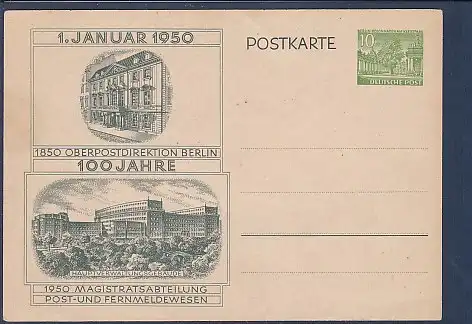 1. JANUAR 1950
1850 OBERPOSTDIREKTION BERLIN
100 JAHRE
HAUPTVERWALTUNGSGEBÄUDE
1950 MAGISTRATSABTEILUNG
POST- UND FERNMELDEWESEN
POSTKARTE
10
DEUTSCHE POST